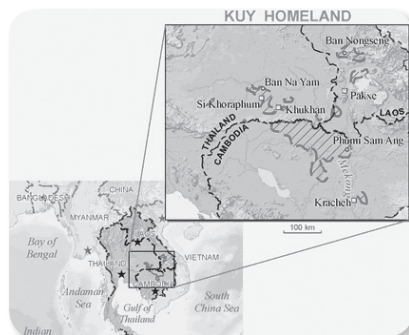 KUY HOMELAND
Ban Nongseng
Ban Na Yam
Pakxe
Si Khoraphum
Khukhan
LAOS
THAILAND
CAMBODIA
Phumi Sam Ang
Mekong
Kracheh
100 km
CHINA
BANGLADESH
MYANMAR
LAOS
Bay of
Bengal
THAILAND
VIETNAM
CAMBODIA
Andaman
Sea
Gulf of
Thailand
South
China Sea
Indian